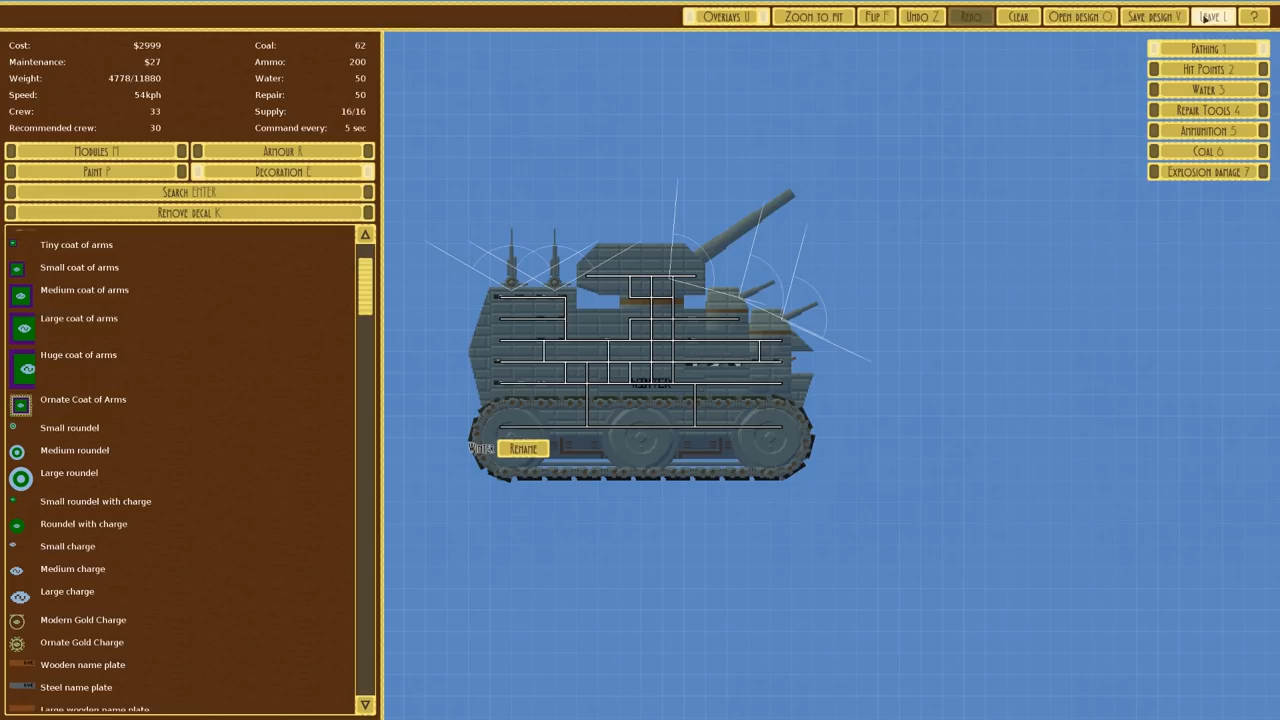 OVERLAYS U ZOOM TO FIT FLIP F UNDO Z REDO CLEAR OPEN DESIGN O SAVE DESIGN V LEAVE L ?
Cost: $2999 Coal: 62
Maintenance: $27 Ammo: 200
Weight: 4778/11880 Water: 50
Speed: 54kph Repair: 50
Crew: 33 Supply: 16/16
Recommended crew: 30 Command every: 5 sec
MODULES M ARMOUR R
PAINT P DECORATION E
SEARCH ENTER
REMOVE DECAL K
Tiny coat of arms
Small coat of arms
Medium coat of arms
Large coat of arms
Huge coat of arms
Ornate Coat of Arms
Small roundel
Medium roundel
Large roundel
Small roundel with charge
Roundel with charge
Small charge
Medium charge
Large charge
Modern Gold Charge
Ornate Gold Charge
Wooden name plate
Steel name plate
Large wooden name plate
PATHING 1
HIT POINTS 2
WATER 3
REPAIR TOOLS 4
AMMUNITION 5
COAL 6
EXPLOSION DAMAGE 7
WINTER RENAME